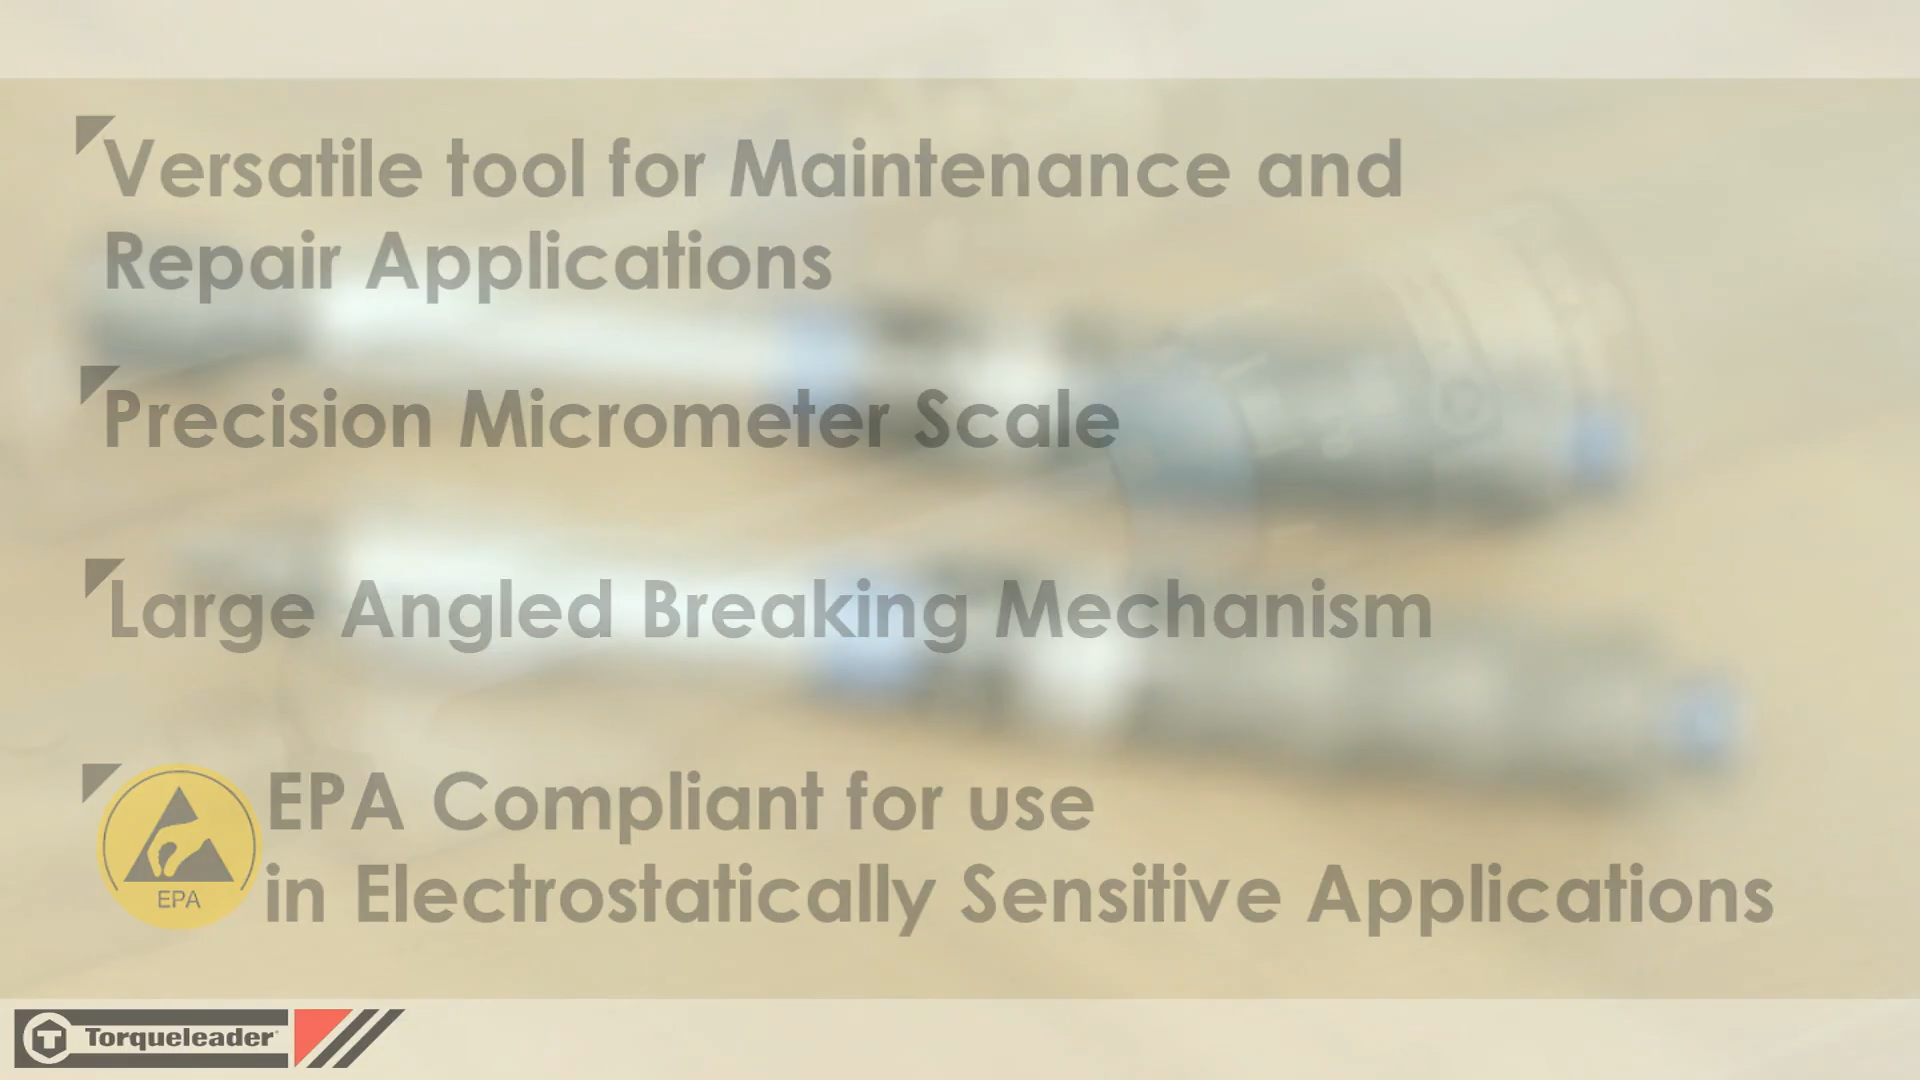 Versatile tool for Maintenance and
Repair Applications
Precision Micrometer Scale
Large Angled Breaking Mechanism
EPA Compliant for use
in Electrostatically Sensitive Applications
EPA
Torqueleader